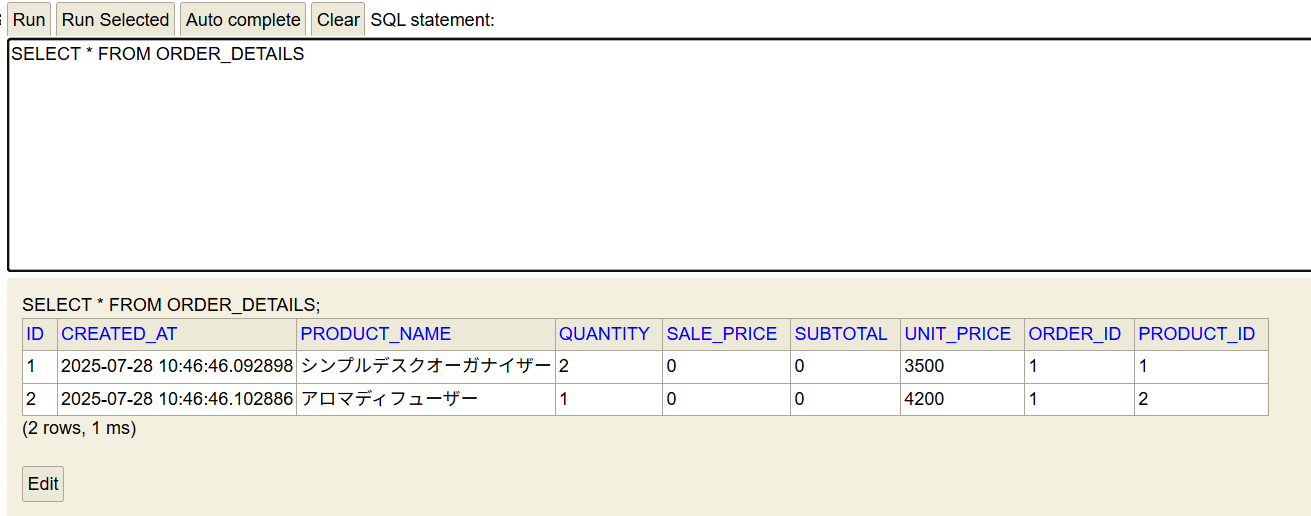 Run Run Selected Auto complete Clear SQL statement:
SELECT * FROM ORDER_DETAILS
SELECT * FROM ORDER_DETAILS;
ID CREATED_AT PRODUCT_NAME QUANTITY SALE_PRICE SUBTOTAL UNIT_PRICE ORDER_ID PRODUCT_ID
1 2025-07-28 10:46:46.092898 シンプルデスクオーガナイザー 2 0 0 3500 1 1
2 2025-07-28 10:46:46.102886 アロマディフューザー 1 0 0 4200 1 2
(2 rows, 1 ms)
Edit